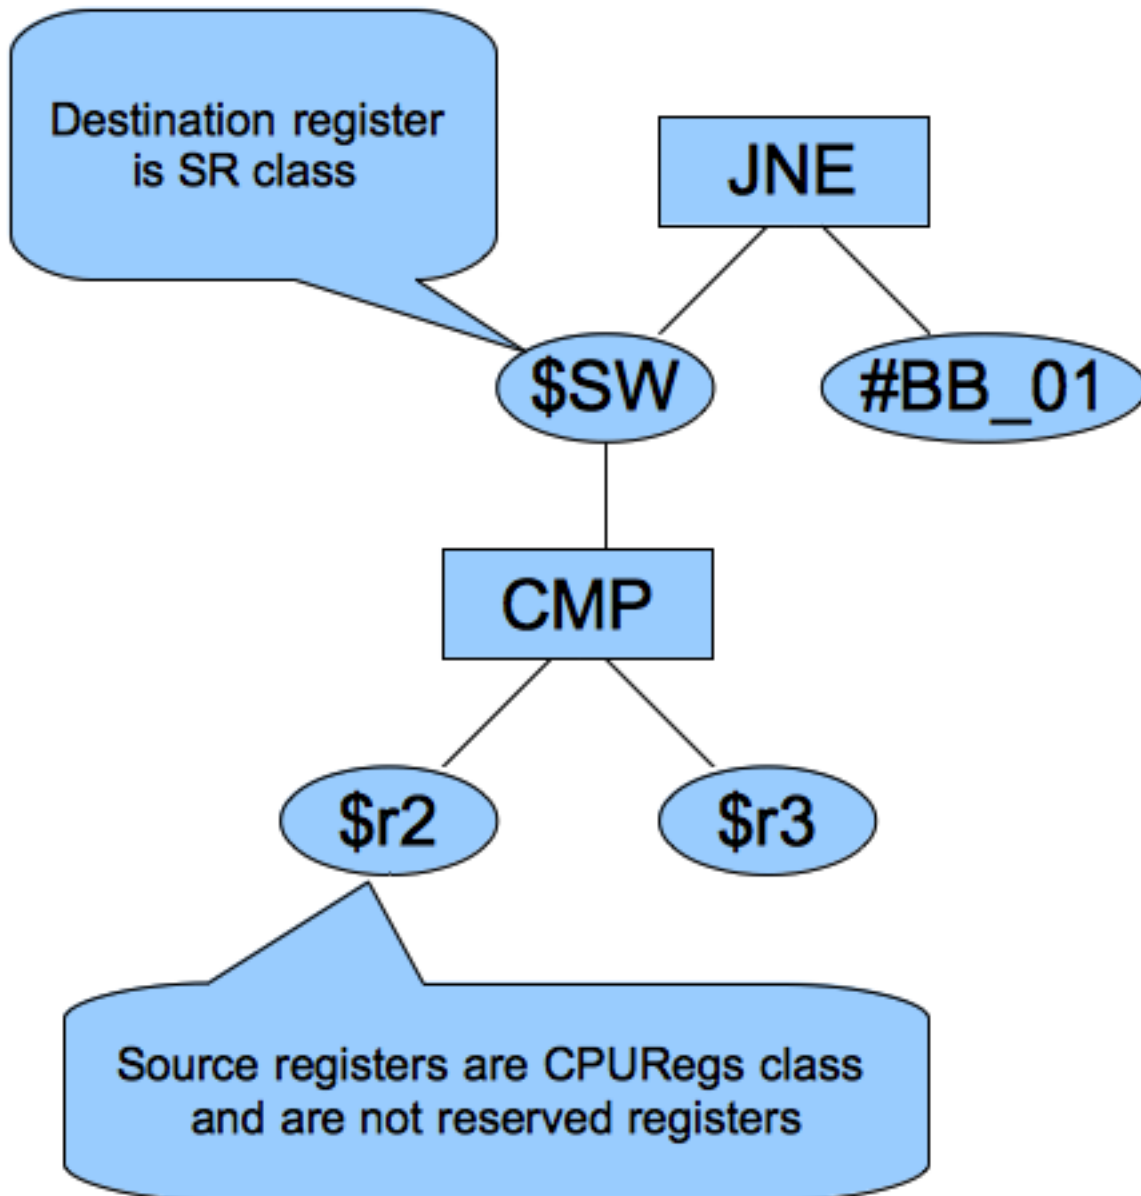 Destination register
is SR class
JNE
$SW
#BB_01
CMP
$r2
$r3
Source registers are CPURegs class
and are not reserved registers